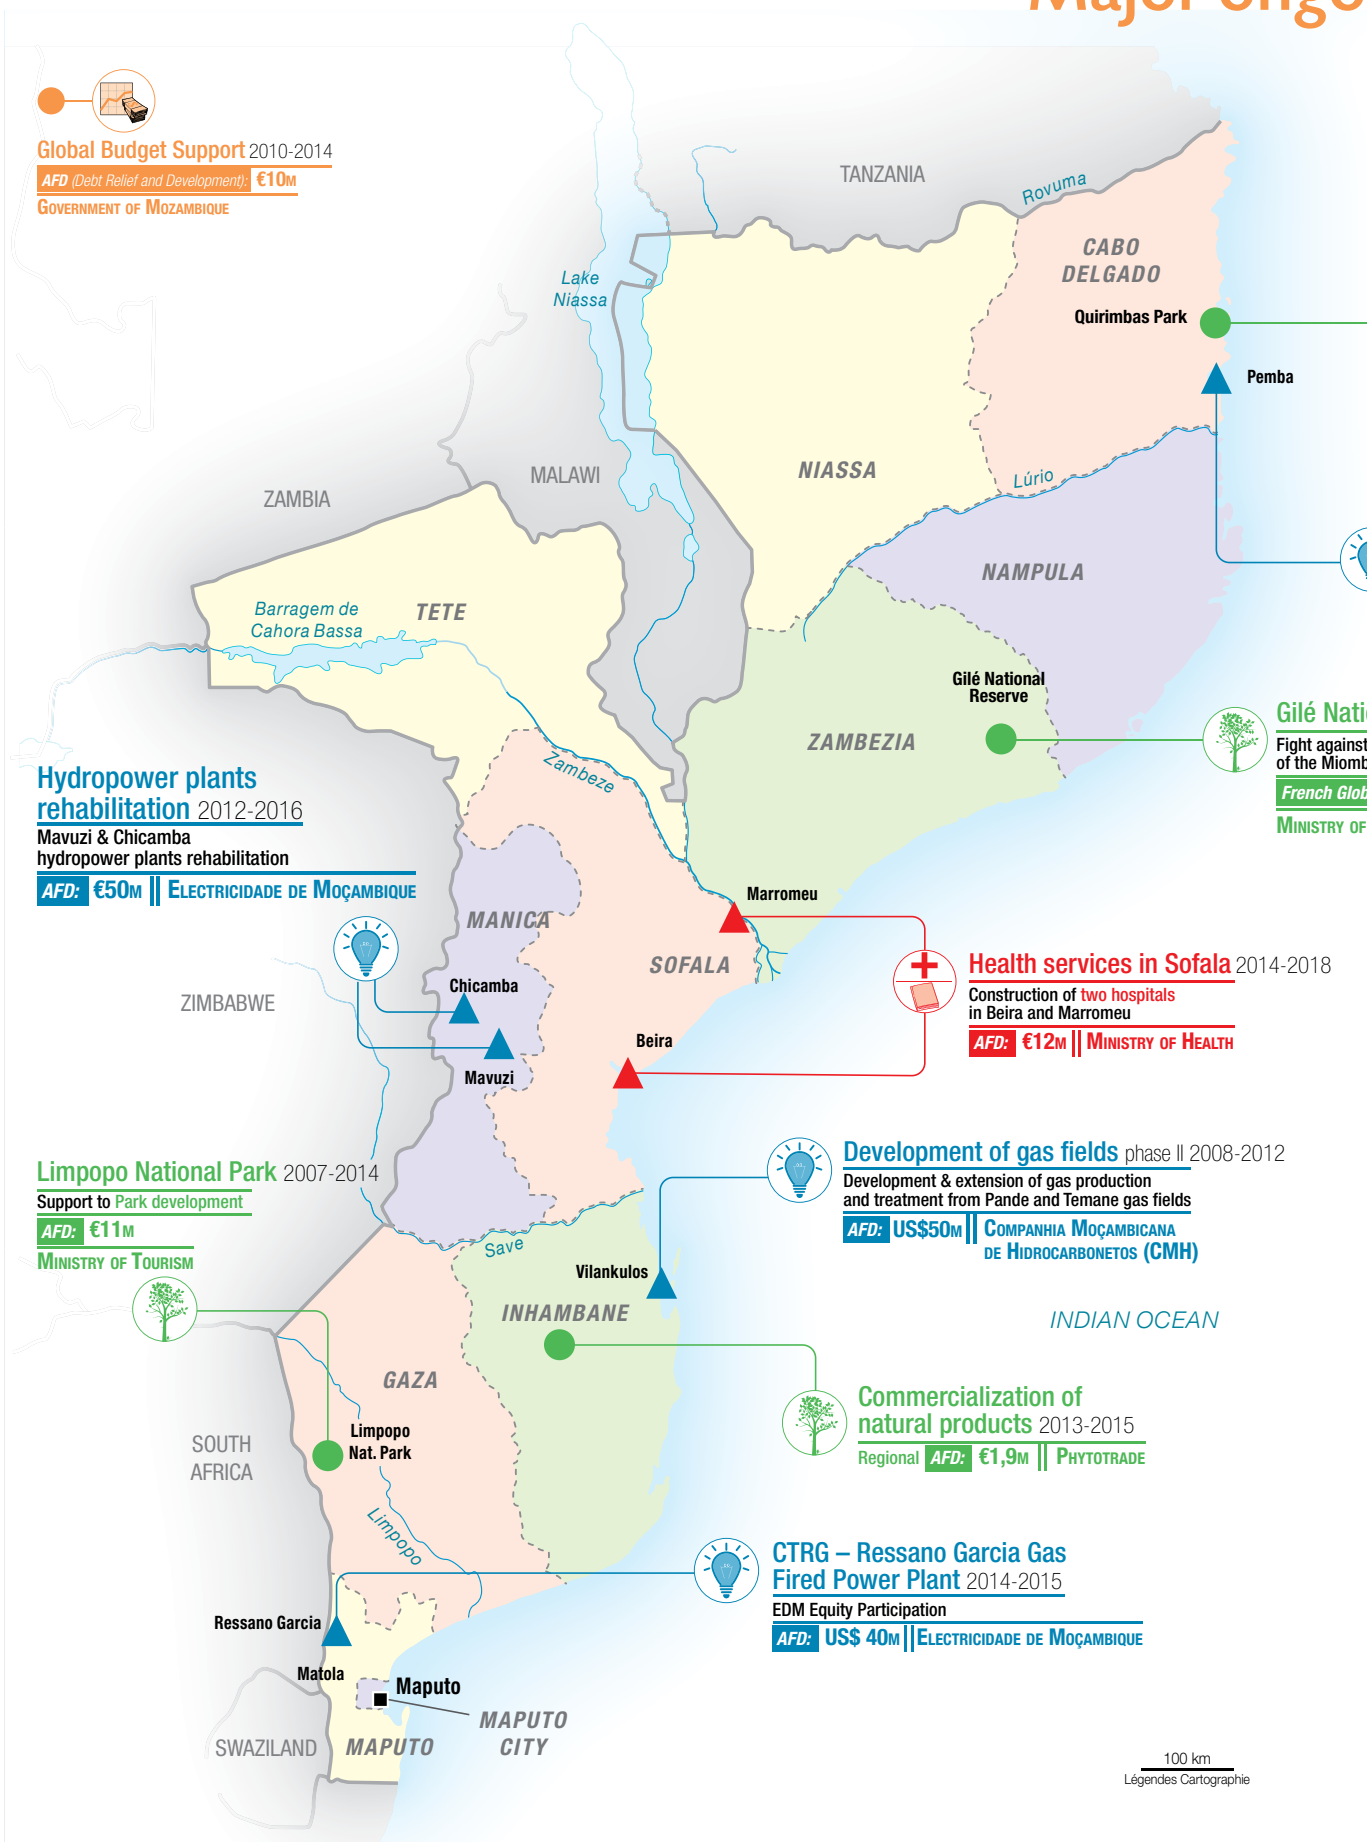 Major ongo
Global Budget Support 2010-2014
AFD (Debt Relief and Development): €10M
GOVERNMENT OF MOZAMBIQUE
TANZANIA
Rovuma
CABO
DELGADO
Lake
Niassa
Quirimbas Park
Pemba
MALAWI
NIASSA
Lúrio
ZAMBIA
NAMPULA
Barragem de
Cahora Bassa
TETE
Gilé National
Reserve
ZAMBEZIA
Gilé Nati
Fight against
of the Miomb
French Glob
MINISTRY OF
Zambeze
Hydropower plants
rehabilitation 2012-2016
Mavuzi & Chicamba
hydropower plants rehabilitation
AFD: €50M ELECTRICIDADE DE MOÇAMBIQUE
Marromeu
MANICA
SOFALA
Health services in Sofala 2014-2018
Construction of two hospitals
in Beira and Marromeu
AFD: €12M MINISTRY OF HEALTH
Chicamba
ZIMBABWE
Beira
Mavuzi
Development of gas fields phase II 2008-2012
Development & extension of gas production
and treatment from Pande and Temane gas fields
AFD: US$50M COMPANHIA MOÇAMBICANA
DE HIDROCARBONETOS (CMH)
Limpopo National Park 2007-2014
Support to Park development
AFD: €11M
MINISTRY OF TOURISM
Save
Vilankulos
INHAMBANE
INDIAN OCEAN
GAZA
Commercialization of
natural products 2013-2015
Regional AFD: €1,9M PHYTOTRADE
Limpopo
Nat. Park
SOUTH
AFRICA
Limpopo
CTRG – Ressano Garcia Gas
Fired Power Plant 2014-2015
EDM Equity Participation
AFD: US$ 40M ELECTRICIDADE DE MOÇAMBIQUE
Ressano Garcia
Matola
Maputo
MAPUTO
CITY
SWAZILAND
MAPUTO
100 km
Légendes Cartographie